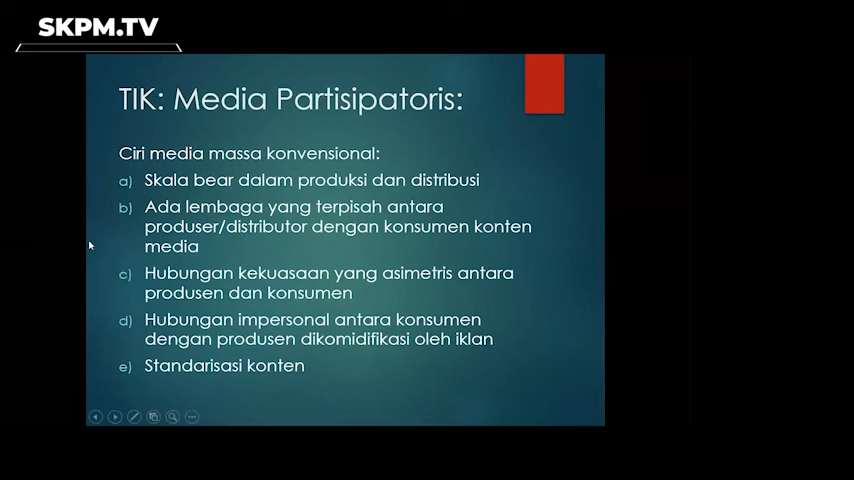 SKPM.TV
TIK: Media Partisipatoris:
Ciri media massa konvensional:
a) Skala bear dalam produksi dan distribusi
b) Ada lembaga yang terpisah antara
produser/distributor dengan konsumen konten
media
c) Hubungan kekuasaan yang asimetris antara
produsen dan konsumen
d) Hubungan impersonal antara konsumen
dengan produsen dikomidifikasi oleh iklan
e) Standarisasi konten